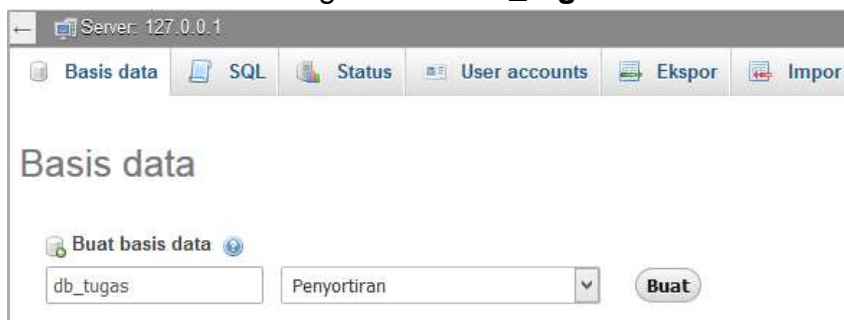 Server: 127.0.0.1
Basis data SQL Status User accounts Ekspor Impor
Basis data
Buat basis data
db_tugas Penyortiran Buat